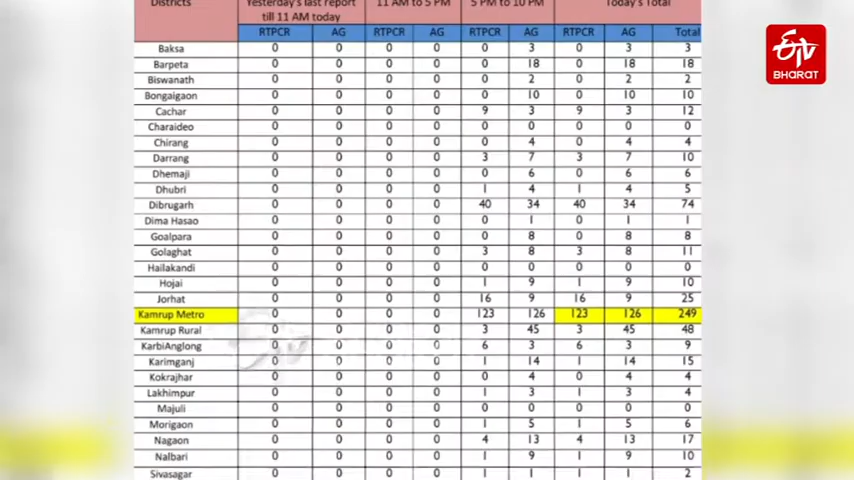 Districts Yesterday's last report till 11 AM today 11 AM to 5 PM 5 PM to 10 PM Today's Total
RTPCR AG RTPCR AG RTPCR AG RTPCR AG Total
Baksa 0 0 0 0 0 3 0 3 3
Barpeta 0 0 0 0 0 18 0 18 18
Biswanath 0 0 0 0 0 2 0 2 2
Bongaigaon 0 0 0 0 0 10 0 10 10
Cachar 0 0 0 0 9 3 9 3 12
Charaideo 0 0 0 0 0 0 0 0 0
Chirang 0 0 0 0 0 4 0 4 4
Darrang 0 0 0 0 3 7 3 7 10
Dhemaji 0 0 0 0 0 6 0 6 6
Dhubri 0 0 0 0 1 4 1 4 5
Dibrugarh 0 0 0 0 40 34 40 34 74
Dima Hasao 0 0 0 0 0 1 0 1 1
Goalpara 0 0 0 0 0 8 0 8 8
Golaghat 0 0 0 0 3 8 3 8 11
Hailakandi 0 0 0 0 0 0 0 0 0
Hojai 0 0 0 0 1 9 1 9 10
Jorhat 0 0 0 0 16 9 16 9 25
Kamrup Metro 0 0 0 0 123 126 123 126 249
Kamrup Rural 0 0 0 0 3 45 3 45 48
KarbiAnglong 0 0 0 0 6 3 6 3 9
Karimganj 0 0 0 0 1 14 1 14 15
Kokrajhar 0 0 0 0 0 4 0 4 4
Lakhimpur 0 0 0 0 1 3 1 3 4
Majuli 0 0 0 0 0 0 0 0 0
Morigaon 0 0 0 0 1 5 1 5 6
Nagaon 0 0 0 0 4 13 4 13 17
Nalbari 0 0 0 0 1 9 1 9 10
Sivasagar 0 0 0 0 1 1 1 1 2
ETV
BHARAT